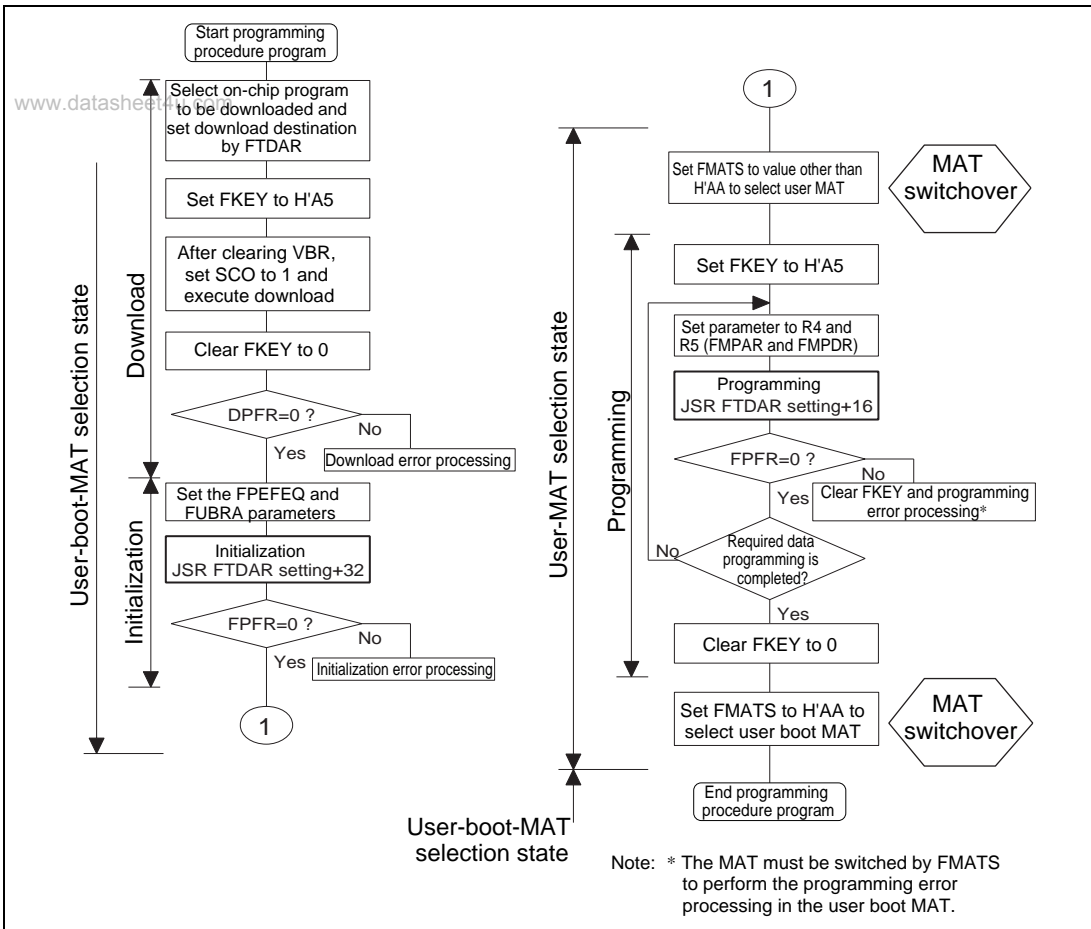 Start programming
procedure program
www.datasheet4u.com
Select on-chip program
to be downloaded and
set download destination
by FTDAR
Set FKEY to H'A5
After clearing VBR,
set SCO to 1 and
execute download
Clear FKEY to 0
DPFR=0 ?
No
Yes
Download error processing
Set the FPEFEQ and
FUBRA parameters
Initialization
JSR FTDAR setting+32
FPFR=0 ?
No
Yes
Initialization error processing
1
Download
Initialization
User-boot-MAT selection state
1
Set FMATS to value other than
H'AA to select user MAT
MAT
switchover
Set FKEY to H'A5
Set parameter to R4 and
R5 (FMPAR and FMPDR)
Programming
JSR FTDAR setting+16
FPFR=0 ?
No
Yes
Clear FKEY and programming
error processing*
Required data
programming is
completed?
No
Yes
Clear FKEY to 0
Set FMATS to H'AA to
select user boot MAT
MAT
switchover
End programming
procedure program
Programming
User-MAT selection state
User-boot-MAT
selection state
Note: * The MAT must be switched by FMATS
to perform the programming error
processing in the user boot MAT.